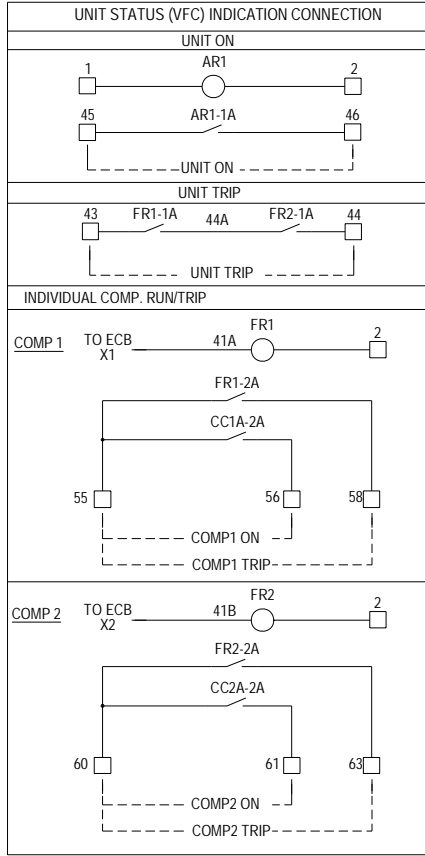 UNIT STATUS (VFC) INDICATION CONNECTION
UNIT ON
1 AR1 2
45 AR1-1A 46
UNIT ON
UNIT TRIP
43 FR1-1A 44A FR2-1A 44
UNIT TRIP
INDIVIDUAL COMP. RUN/TRIP
COMP 1 TO ECB X1 41A FR1 2
FR1-2A
CC1A-2A
55 56 58
COMP1 ON
COMP1 TRIP
COMP 2 TO ECB X2 41B FR2 2
FR2-2A
CC2A-2A
60 61 63
COMP2 ON
COMP2 TRIP